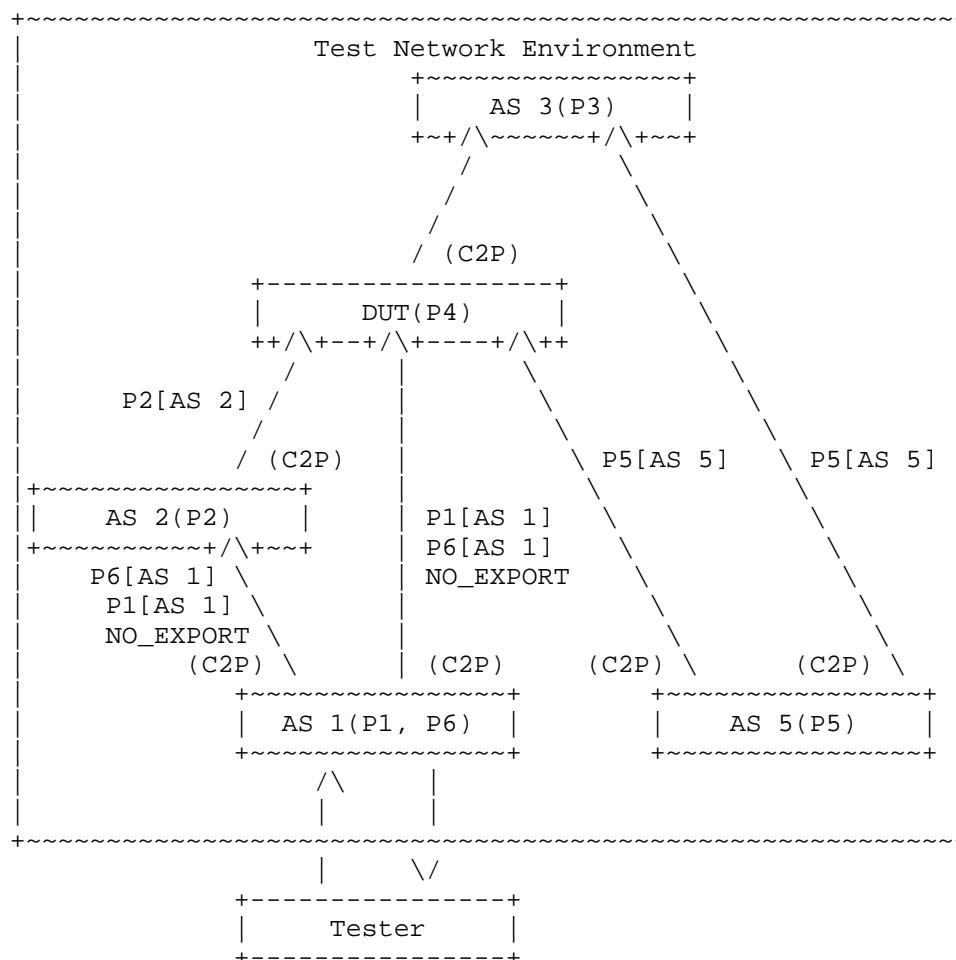 Test Network Environment
AS 3(P3)
(C2P)
DUT(P4)
P2[AS 2]
(C2P) P5[AS 5] P5[AS 5]
AS 2(P2) P1[AS 1]
P6[AS 1]
P6[AS 1] NO_EXPORT
P1[AS 1]
NO_EXPORT
(C2P) (C2P) (C2P) (C2P)
AS 1(P1, P6) AS 5(P5)
Tester